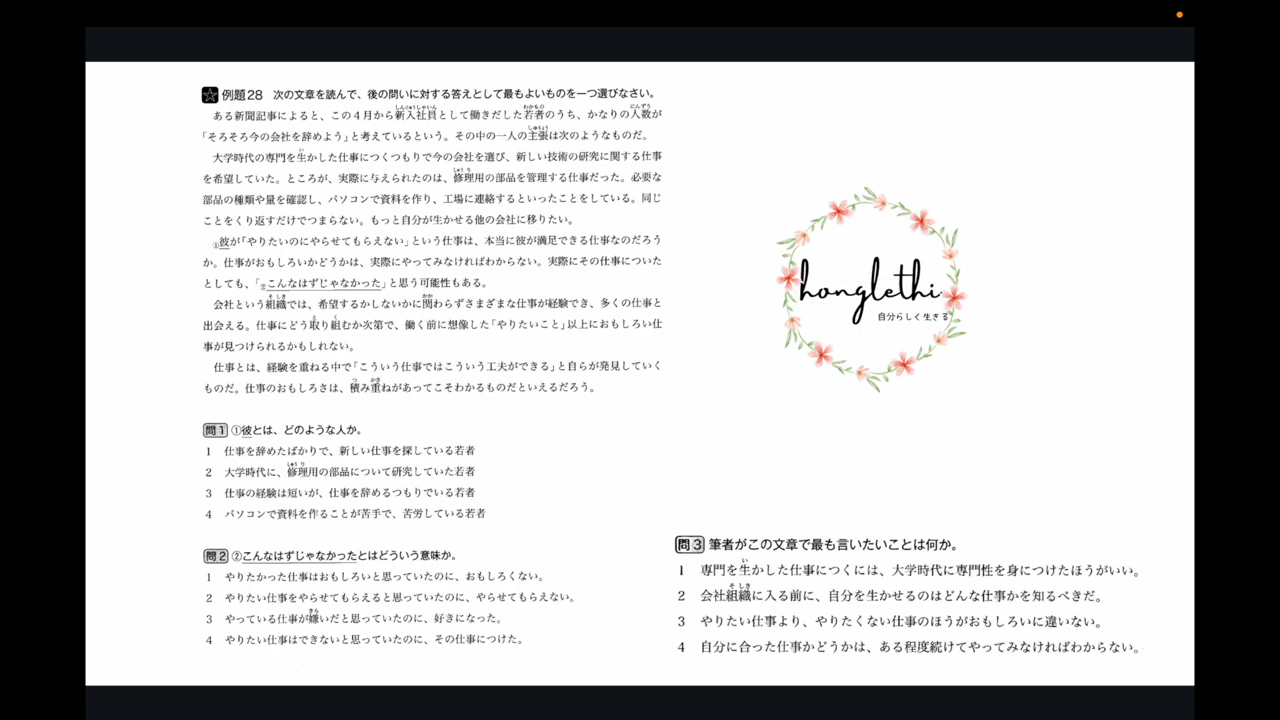 ☆ 例題28 次の文章を読んで、後の問いに対する答えとして最もよいものを一つ選びなさい。
ある新聞記事によると、この4月から新入社員として働きだした若者のうち、かなりの人数が
「そろそろ今の会社を辞めよう」と考えているという。その中の一人の主張は次のようなものだ。
大学時代の専門を生かした仕事につくつもりで今の会社を選び、新しい技術の研究に関する仕事
を希望していた。ところが、実際に与えられたのは、修理用の部品を管理する仕事だった。必要な
部品の種類や量を確認し、パソコンで資料を作り、工場に連絡するといったことをしている。同じ
ことをくり返すだけでつまらない。もっと自分が生かせる他の会社に移りたい。
①彼が「やりたいのにやらせてもらえない」という仕事は、本当に彼が満足できる仕事なのだろう
か。仕事がおもしろいかどうかは、実際にやってみなければわからない。実際にその仕事についた
としても、「②こんなはずじゃなかった」と思う可能性もある。
会社という組織では、希望するかしないかに関わらずさまざまな仕事が経験でき、多くの仕事と
出会える。仕事にどう取り組むか次第で、働く前に想像した「やりたいこと」以上におもしろい仕
事が見つけられるかもしれない。
仕事とは、経験を重ねる中で「こういう仕事ではこういう工夫ができる」と自らが発見していく
ものだ。仕事のおもしろさは、積み重ねがあってこそわかるものだといえるだろう。
問1 ①彼とは、どのような人か。
1 仕事を辞めたばかりで、新しい仕事を探している若者
2 大学時代に、修理用の部品について研究していた若者
3 仕事の経験は短いが、仕事を辞めるつもりでいる若者
4 パソコンで資料を作ることが苦手で、苦労している若者
問2 ②こんなはずじゃなかったとはどういう意味か。
1 やりたかった仕事はおもしろいと思っていたのに、おもしろくない。
2 やりたい仕事をやらせてもらえると思っていたのに、やらせてもらえない。
3 やっている仕事が嫌いだと思っていたのに、好きになった。
4 やりたい仕事はできないと思っていたのに、その仕事につけた。
honglethi
自分らしく生きる
問3 筆者がこの文章で最も言いたいことは何か。
1 専門を生かした仕事につくには、大学時代に専門性を身につけたほうがいい。
2 会社組織に入る前に、自分を生かせるのはどんな仕事かを知るべきだ。
3 やりたい仕事より、やりたくない仕事のほうがおもしろいに違いない。
4 自分に合った仕事かどうかは、ある程度続けてやってみなければわからない。